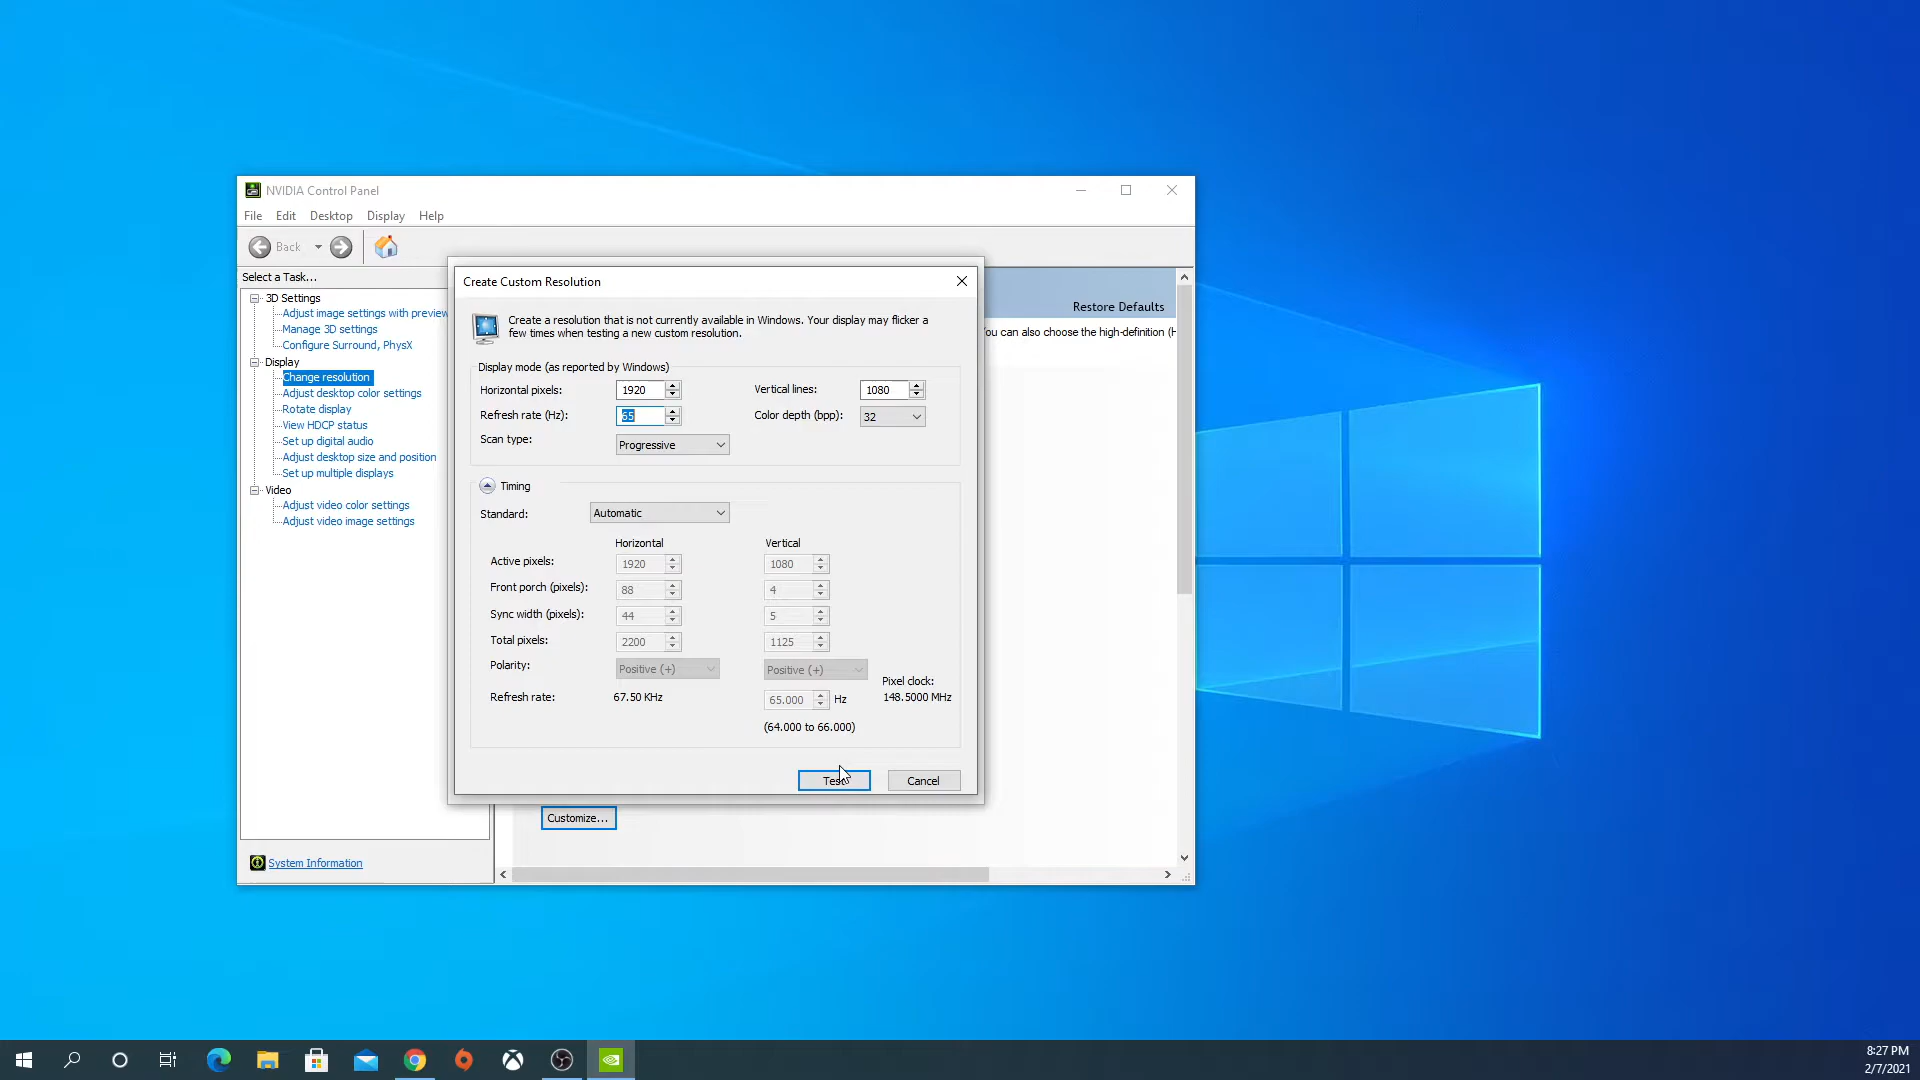 NVIDIA Control Panel
File Edit Desktop Display Help
Back
Select a Task...
3D Settings
Adjust image settings with preview
Manage 3D settings
Configure Surround, PhysX
Display
Change resolution
Adjust desktop color settings
Rotate display
View HDCP status
Set up digital audio
Adjust desktop size and position
Set up multiple displays
Video
Adjust video color settings
Adjust video image settings
System Information
Restore Defaults
You can also choose the high-definition (H
Create Custom Resolution
Create a resolution that is not currently available in Windows. Your display may flicker a
few times when testing a new custom resolution.
Display mode (as reported by Windows)
Horizontal pixels: 1920 Vertical lines: 1080
Refresh rate (Hz): 65 Color depth (bpp): 32
Scan type: Progressive
Timing
Standard: Automatic
Horizontal Vertical
Active pixels: 1920 1080
Front porch (pixels): 88 4
Sync width (pixels): 44 5
Total pixels: 2200 1125
Polarity: Positive (+) Positive (+)
Pixel clock:
Refresh rate: 67.50 KHz 65.000 Hz 148.5000 MHz
(64.000 to 66.000)
Test Cancel
Customize...
8:27 PM
2/7/2021